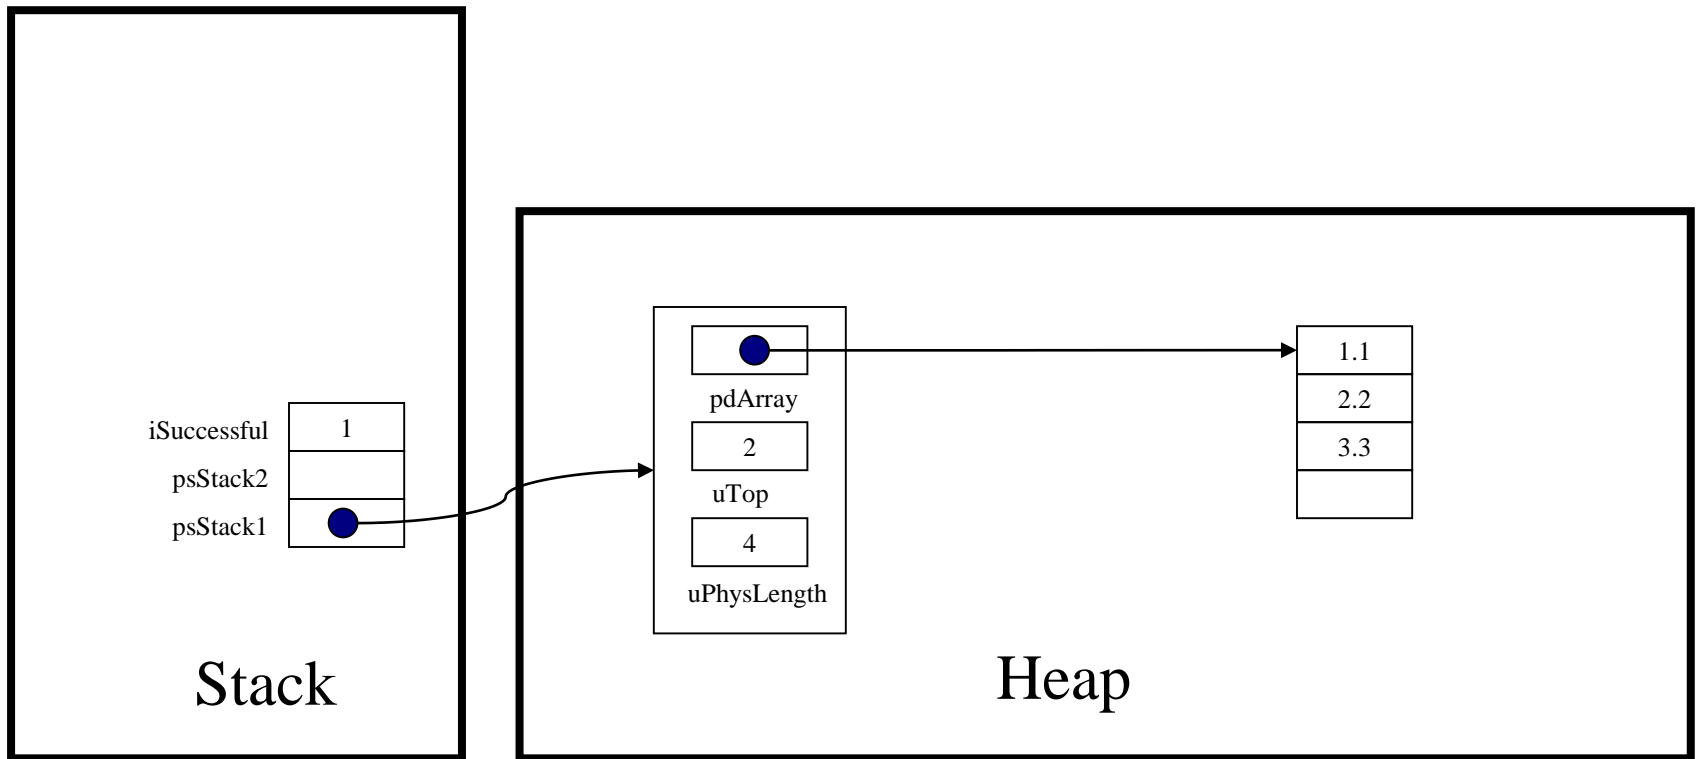 iSuccessful 1
psStack2
psStack1
Stack
pdArray
2
uTop
4
uPhysLength
1.1
2.2
3.3
Heap